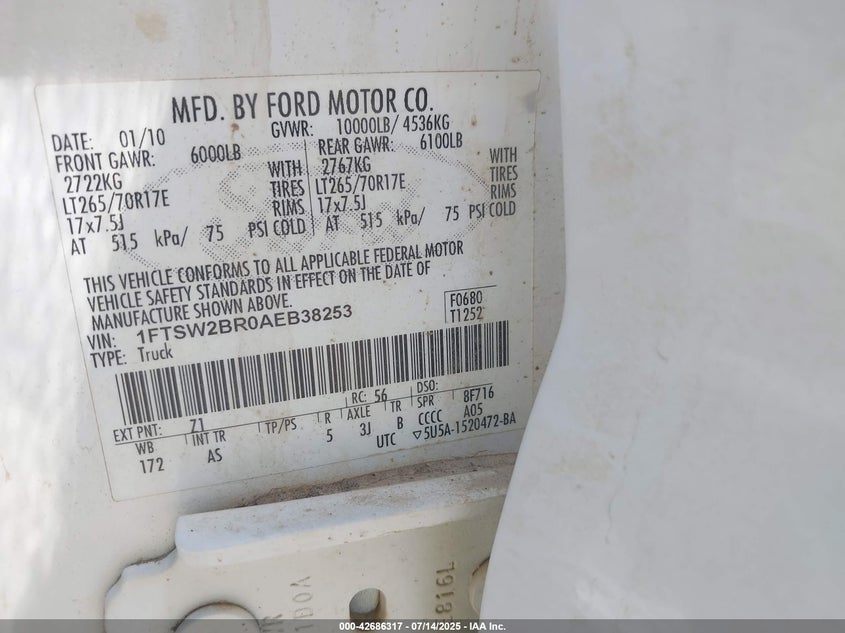 MFD. BY FORD MOTOR CO.
DATE: 01/10 GVWR: 10000LB/ 4536KG
FRONT GAWR: 6000LB REAR GAWR: 6100LB
2722KG WITH 2767KG WITH
LT265/70R17E TIRES LT265/70R17E TIRES
17x7.5J RIMS 17x7.5J RIMS
AT 515 kPa/ 75 PSI COLD AT 515 kPa/ 75 PSI COLD
THIS VEHICLE CONFORMS TO ALL APPLICABLE FEDERAL MOTOR
VEHICLE SAFETY STANDARDS IN EFFECT ON THE DATE OF
MANUFACTURE SHOWN ABOVE.
VIN: 1FTSW2BR0AEB38253
TYPE: Truck
F0680
T1252
EXT PNT: Z1 RC: 56 DSO:
WB INT TR TP/PS R AXLE TR SPR 8F716
172 AS 5 3J B CCCC A05
UTC ▽5U5A-1520472-BA
816L
000-42686317 - 07/14/2025 - IAA Inc.